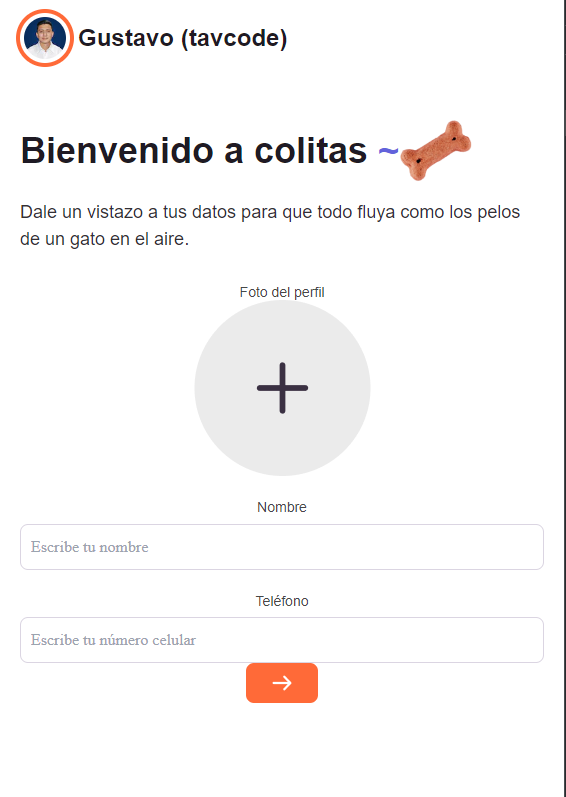 Gustavo (tavcode)
Bienvenido a colitas ~
Dale un vistazo a tus datos para que todo fluya como los pelos
de un gato en el aire.
Foto del perfil
Nombre
Escribe tu nombre
Teléfono
Escribe tu número celular